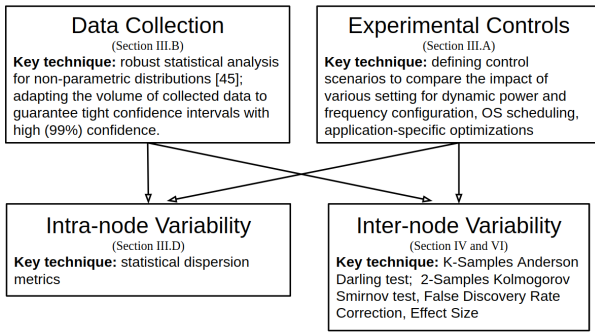 Data Collection
(Section III.B)
Key technique: robust statistical analysis
for non-parametric distributions [45];
adapting the volume of collected data to
guarantee tight confidence intervals with
high (99%) confidence.
Experimental Controls
(Section III.A)
Key technique: defining control
scenarios to compare the impact of
various setting for dynamic power and
frequency configuration, OS scheduling,
application-specific optimizations
Intra-node Variability
(Section III.D)
Key technique: statistical dispersion
metrics
Inter-node Variability
(Section IV and VI)
Key technique: K-Samples Anderson
Darling test; 2-Samples Kolmogorov
Smirnov test, False Discovery Rate
Correction, Effect Size